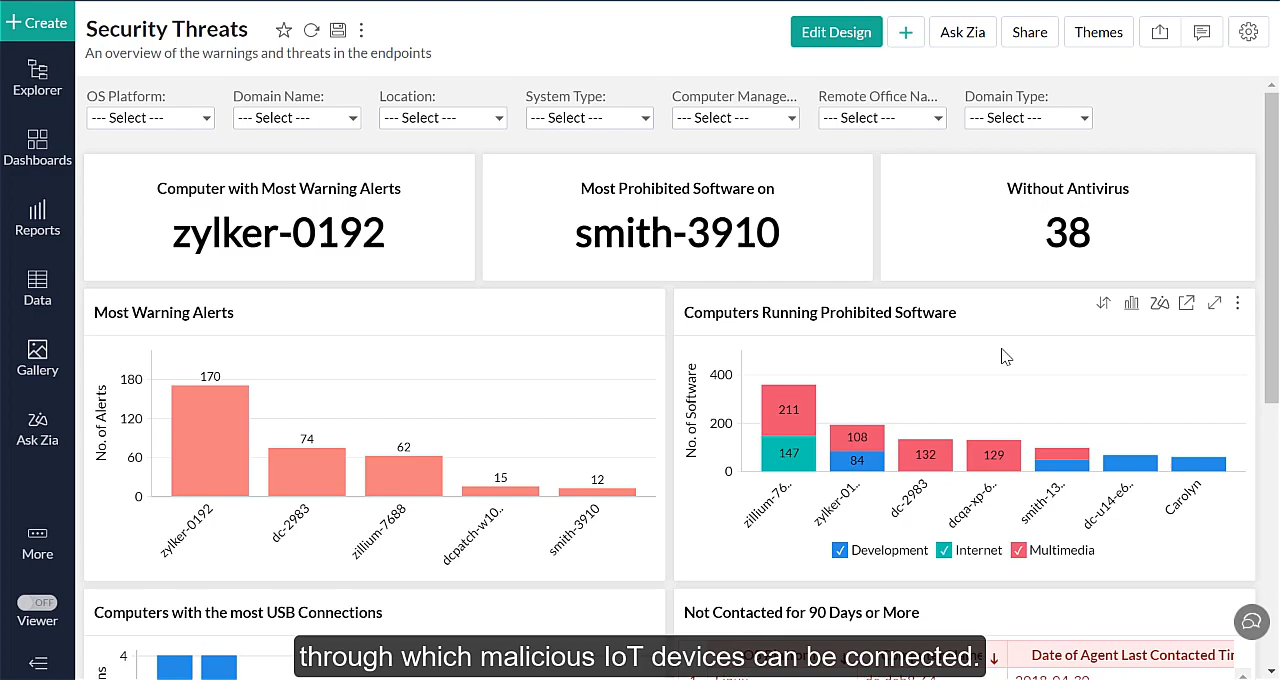 + Create
Explorer
Dashboards
Reports
Data
Gallery
Ask Zia
More
OFF
Viewer
Security Threats
An overview of the warnings and threats in the endpoints
Edit Design
+
Ask Zia
Share
Themes
OS Platform:
--- Select ---
Domain Name:
--- Select ---
Location:
--- Select ---
System Type:
--- Select ---
Computer Manage...
--- Select ---
Remote Office Na...
--- Select ---
Domain Type:
--- Select ---
Computer with Most Warning Alerts
zylker-0192
Most Prohibited Software on
smith-3910
Without Antivirus
38
Most Warning Alerts
No. of Alerts
180
120
60
0
170
74
62
15
12
zylker-0192
dc-2983
zillium-7688
dcpatch-w10..
smith-3910
Computers Running Prohibited Software
No. of Software
400
200
0
211
147
108
84
132
129
zillium-76..
zylker-01..
dc-2983
dcqa-xp-6..
smith-13..
dc-u14-e6..
Carolyn
Development
Internet
Multimedia
Computers with the most USB Connections
4
Not Contacted for 90 Days or More
Date of Agent Last Contacted Tir
through which malicious IoT devices can be connected.